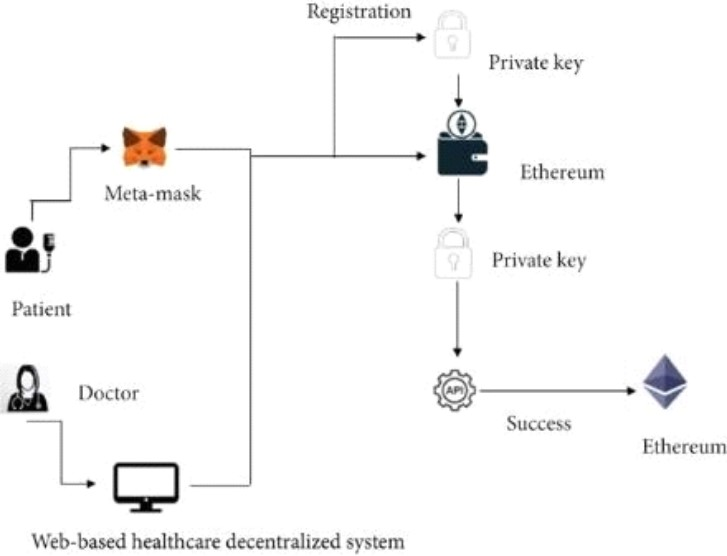 Registration
Private key
Meta-mask
Ethereum
Patient
Private key
Doctor
API
Success
Ethereum
Web-based healthcare decentralized system